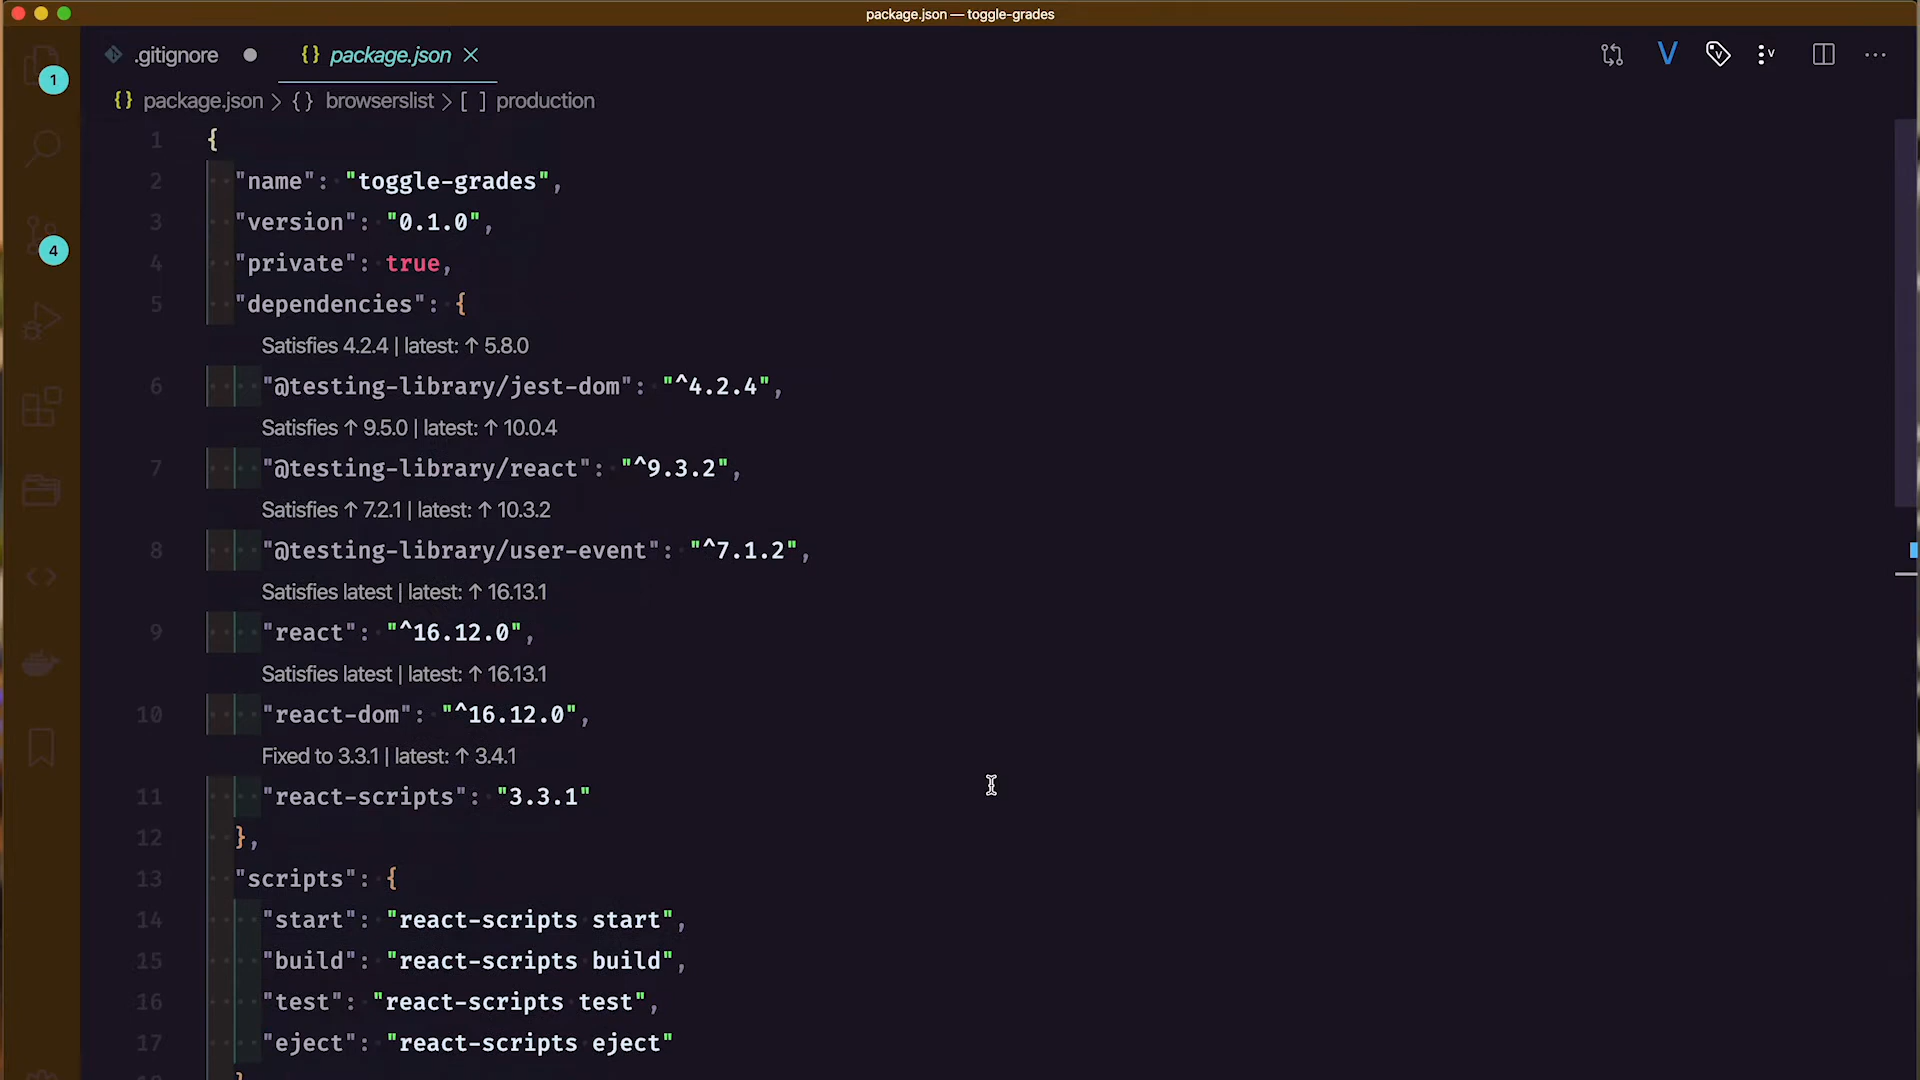 package.json — toggle-grades
.gitignore
{} package.json
{} package.json > {} browserslist > [ ] production
1
4
1 {
2 "name": "toggle-grades",
3 "version": "0.1.0",
4 "private": true,
5 "dependencies": {
Satisfies 4.2.4 | latest: ↑ 5.8.0
6 "@testing-library/jest-dom": "^4.2.4",
Satisfies ↑ 9.5.0 | latest: ↑ 10.0.4
7 "@testing-library/react": "^9.3.2",
Satisfies ↑ 7.2.1 | latest: ↑ 10.3.2
8 "@testing-library/user-event": "^7.1.2",
Satisfies latest | latest: ↑ 16.13.1
9 "react": "^16.12.0",
Satisfies latest | latest: ↑ 16.13.1
10 "react-dom": "^16.12.0",
Fixed to 3.3.1 | latest: ↑ 3.4.1
11 "react-scripts": "3.3.1"
12 },
13 "scripts": {
14 "start": "react-scripts start",
15 "build": "react-scripts build",
16 "test": "react-scripts test",
17 "eject": "react-scripts eject"